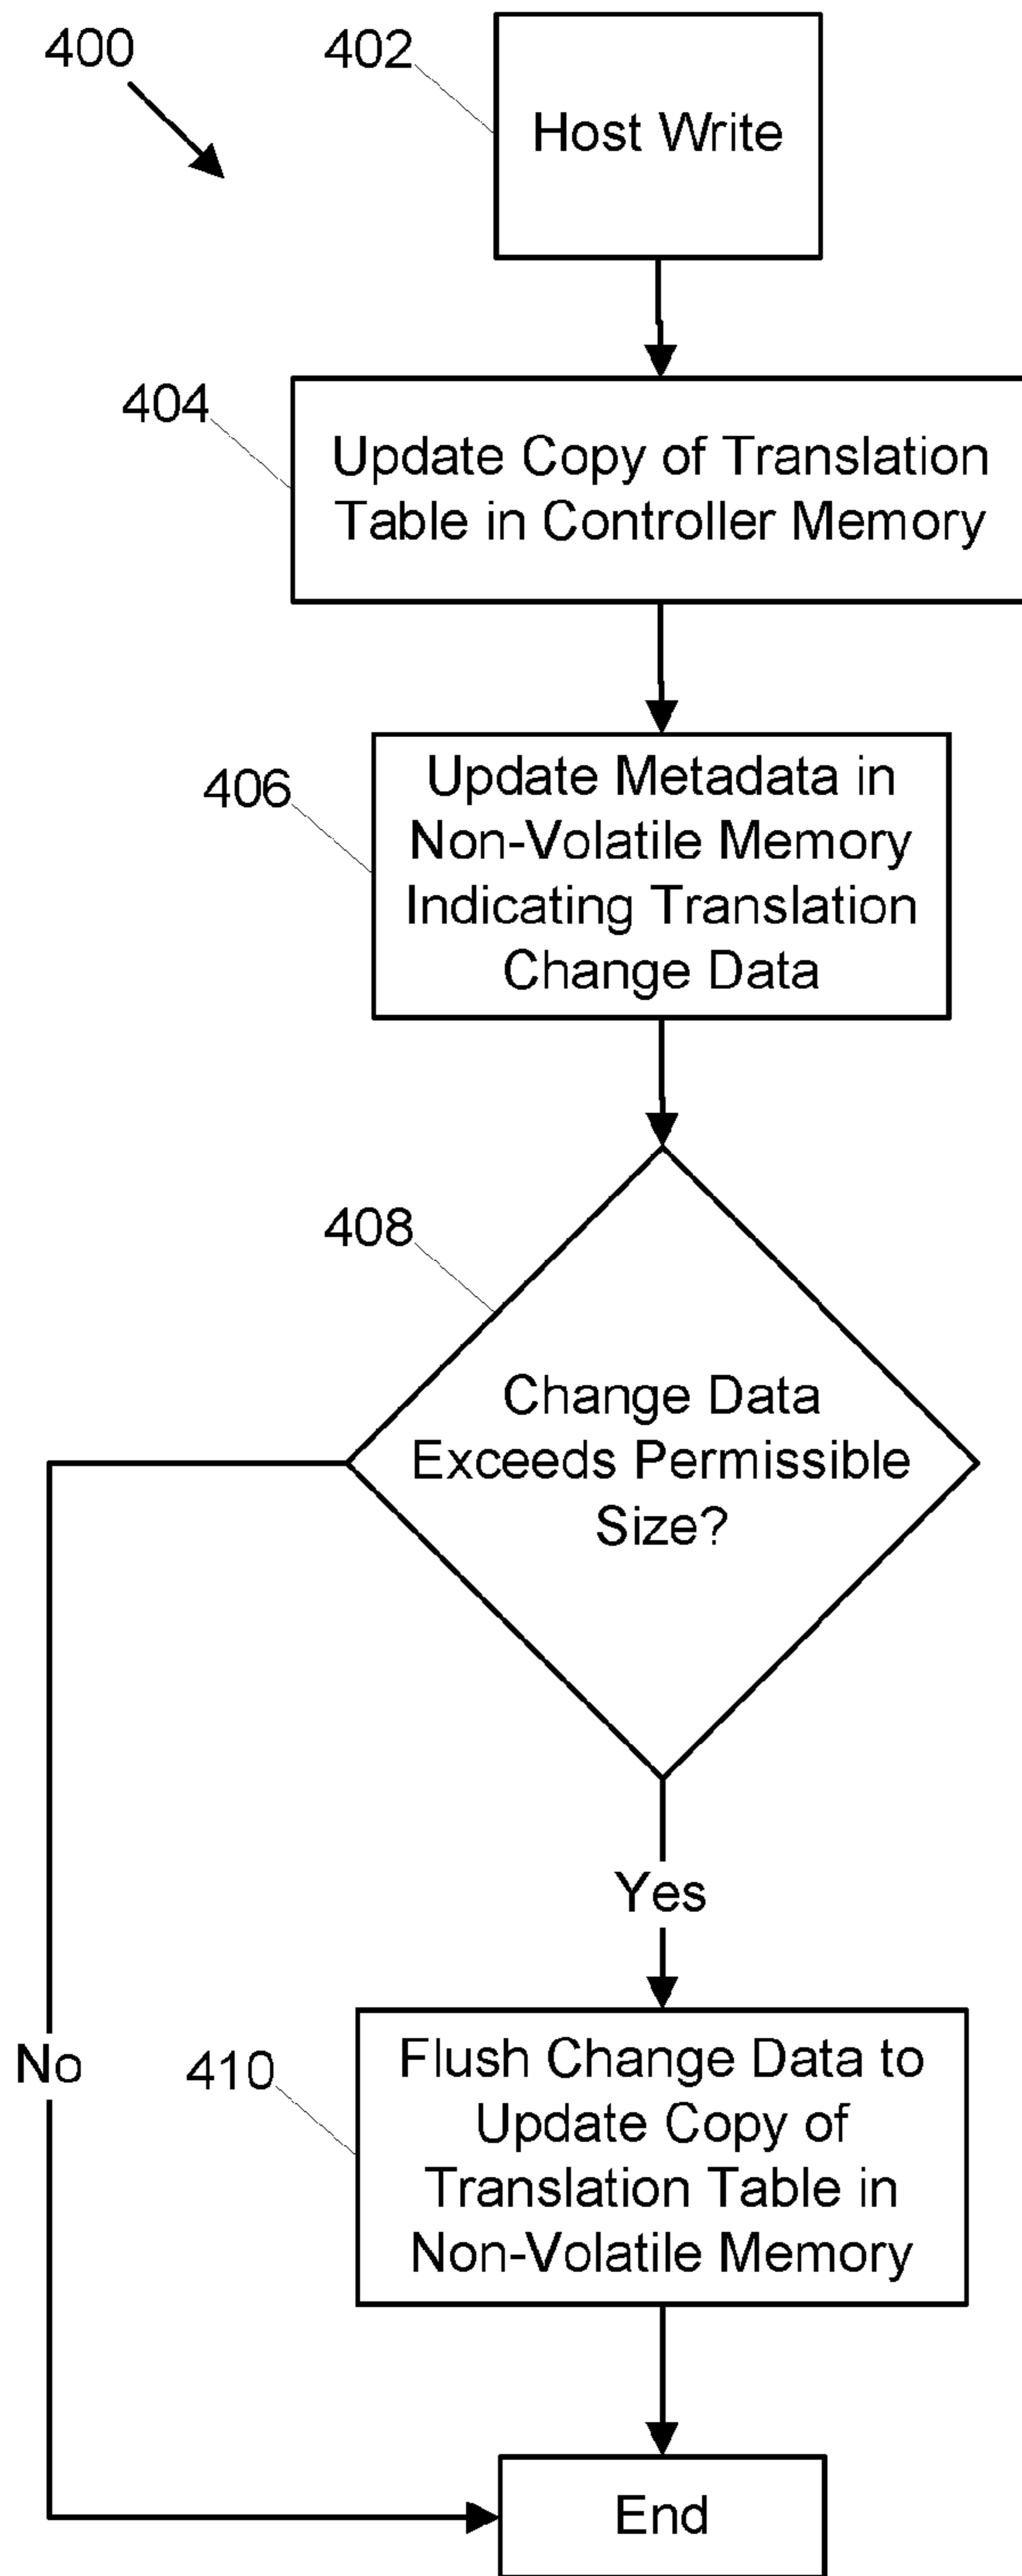 400
402
Host Write
404
Update Copy of Translation
Table in Controller Memory
406
Update Metadata in
Non-Volatile Memory
Indicating Translation
Change Data
408
Change Data
Exceeds Permissible
Size?
Yes
No
410
Flush Change Data to
Update Copy of
Translation Table in
Non-Volatile Memory
End